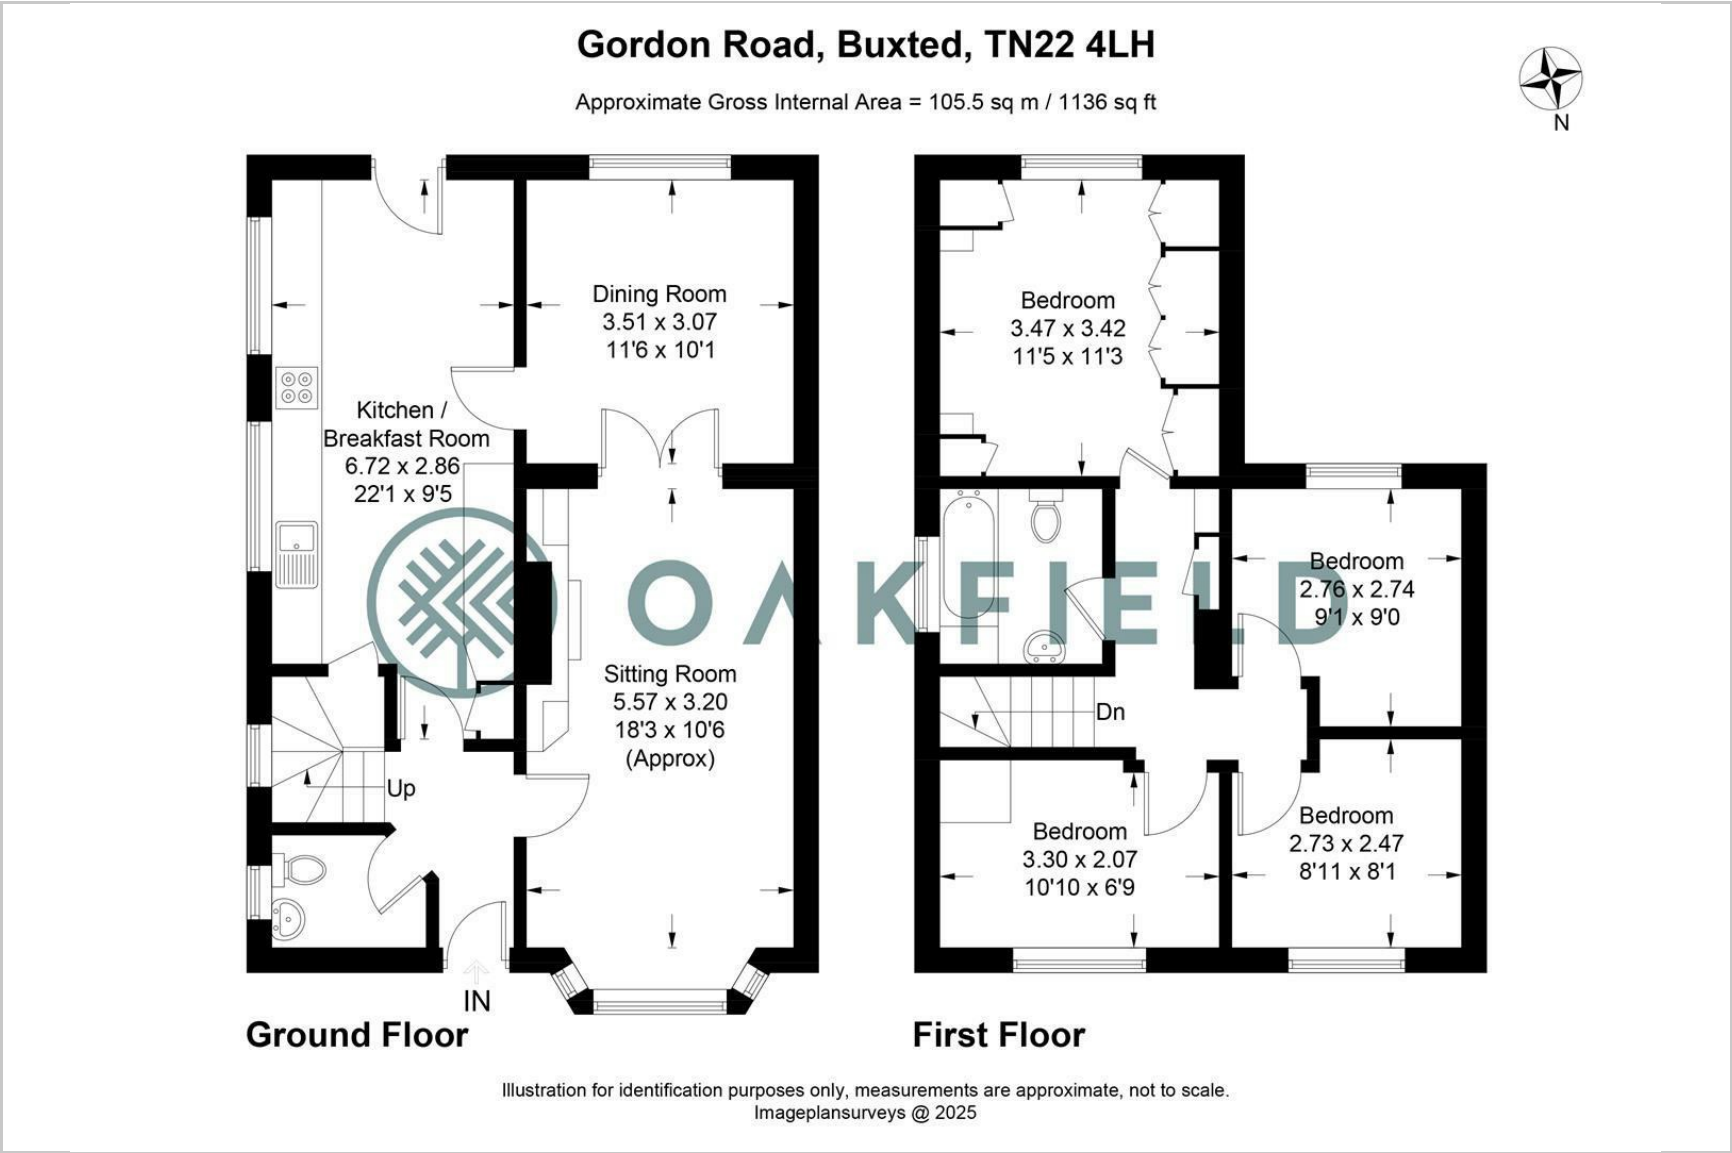 Gordon Road, Buxted, TN22 4LH
Approximate Gross Internal Area = 105.5 sq m / 1136 sq ft
N
Dining Room
3.51 x 3.07
11'6 x 10'1
Kitchen /
Breakfast Room
6.72 x 2.86
22'1 x 9'5
Sitting Room
5.57 x 3.20
18'3 x 10'6
(Approx)
Up
IN
Ground Floor
Bedroom
3.47 x 3.42
11'5 x 11'3
Bedroom
2.76 x 2.74
9'1 x 9'0
Dn
Bedroom
3.30 x 2.07
10'10 x 6'9
Bedroom
2.73 x 2.47
8'11 x 8'1
First Floor
OAKFIELD
Illustration for identification purposes only, measurements are approximate, not to scale.
Imageplansurveys @ 2025